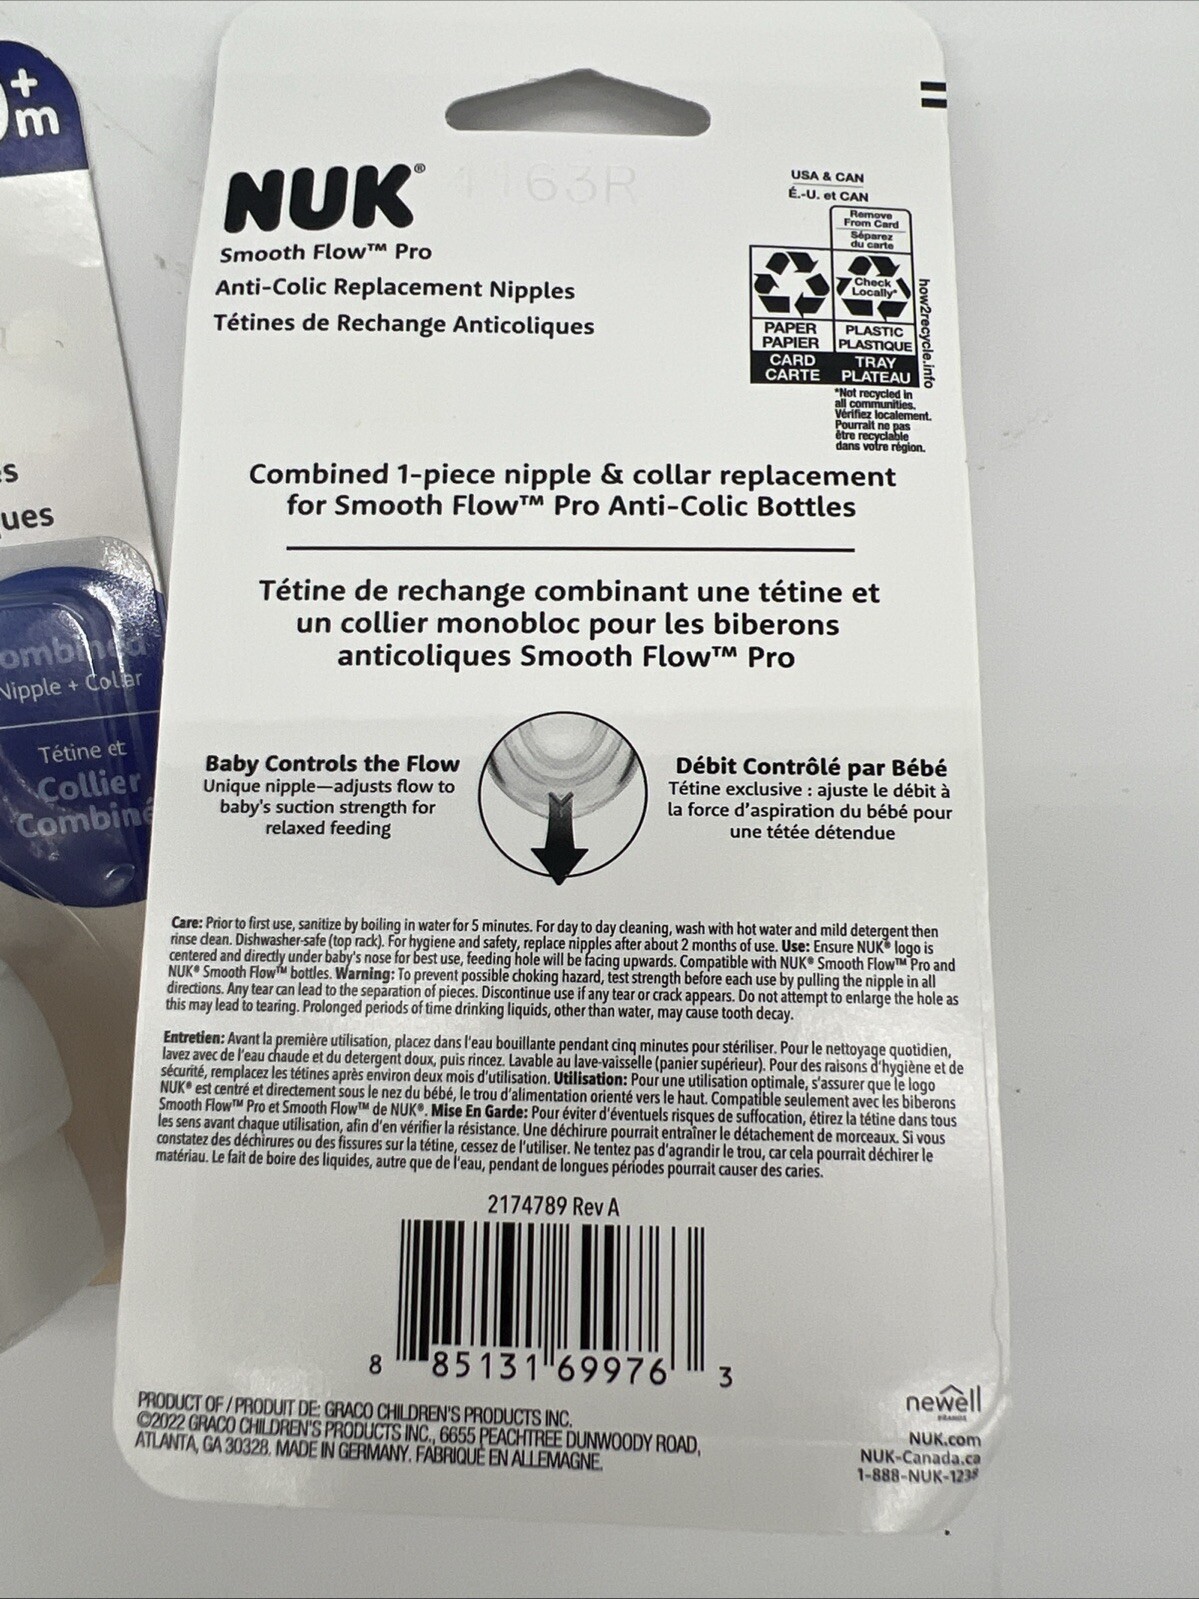 +
m
s
ues
Nipple + Collar
Tétine et
Collier
NUK®
1163R
Smooth Flow™ Pro
Anti-Colic Replacement Nipples
Tétines de Rechange Anticoliques
USA & CAN
É.-U. et CAN
Remove
From Card
Séparez
du carte
Check
Locally*
PAPER
PAPIER
PLASTIC
PLASTIQUE
CARD
CARTE
TRAY
PLATEAU
how2recycle.info
*Not recycled in
all communities.
Vérifiez localement.
Pourrait ne pas
être recyclable
dans votre région.
Combined 1-piece nipple & collar replacement
for Smooth Flow™ Pro Anti-Colic Bottles
Tétine de rechange combinant une tétine et
un collier monobloc pour les biberons
anticoliques Smooth Flow™ Pro
Baby Controls the Flow
Unique nipple—adjusts flow to
baby's suction strength for
relaxed feeding
Débit Contrôlé par Bébé
Tétine exclusive : ajuste le débit à
la force d'aspiration du bébé pour
une tétée détendue
Care: Prior to first use, sanitize by boiling in water for 5 minutes. For day to day cleaning, wash with hot water and mild detergent then
rinse clean. Dishwasher-safe (top rack). For hygiene and safety, replace nipples after about 2 months of use. Use: Ensure NUK® logo is
centered and directly under baby's nose for best use, feeding hole will be facing upwards. Compatible with NUK® Smooth Flow™ Pro and
NUK® Smooth Flow™ bottles. Warning: To prevent possible choking hazard, test strength before each use by pulling the nipple in all
directions. Any tear can lead to the separation of pieces. Discontinue use if any tear or crack appears. Do not attempt to enlarge the hole as
this may lead to tearing. Prolonged periods of time drinking liquids, other than water, may cause tooth decay.
Entretien: Avant la première utilisation, placez dans l'eau bouillante pendant cinq minutes pour stériliser. Pour le nettoyage quotidien,
lavez avec de l'eau chaude et du detergent doux, puis rincez. Lavable au lave-vaisselle (panier supérieur). Pour des raisons d'hygiène et de
sécurité, remplacez les tétines après environ deux mois d'utilisation. Utilisation: Pour une utilisation optimale, s'assurer que le logo
NUK® est centré et directement sous le nez du bébé, le trou d'alimentation orienté vers le haut. Compatible seulement avec les biberons
Smooth Flow™ Pro et Smooth Flow™ de NUK®. Mise En Garde: Pour éviter d'éventuels risques de suffocation, étirez la tétine dans tous
les sens avant chaque utilisation, afin d'en vérifier la résistance. Une déchirure pourrait entraîner le détachement de morceaux. Si vous
constatez des déchirures ou des fissures sur la tétine, cessez de l'utiliser. Ne tentez pas d'agrandir le trou, car cela pourrait déchirer le
matériau. Le fait de boire des liquides, autre que de l'eau, pendant de longues périodes pourrait causer des caries.
2174789 Rev A
8 85131 69976 3
PRODUCT OF / PRODUIT DE: GRACO CHILDREN'S PRODUCTS INC.
©2022 GRACO CHILDREN'S PRODUCTS INC., 6655 PEACHTREE DUNWOODY ROAD,
ATLANTA, GA 30328. MADE IN GERMANY. FABRIQUÉ EN ALLEMAGNE.
newell
BRANDS
NUK.com
NUK-Canada.ca
1-888-NUK-1238